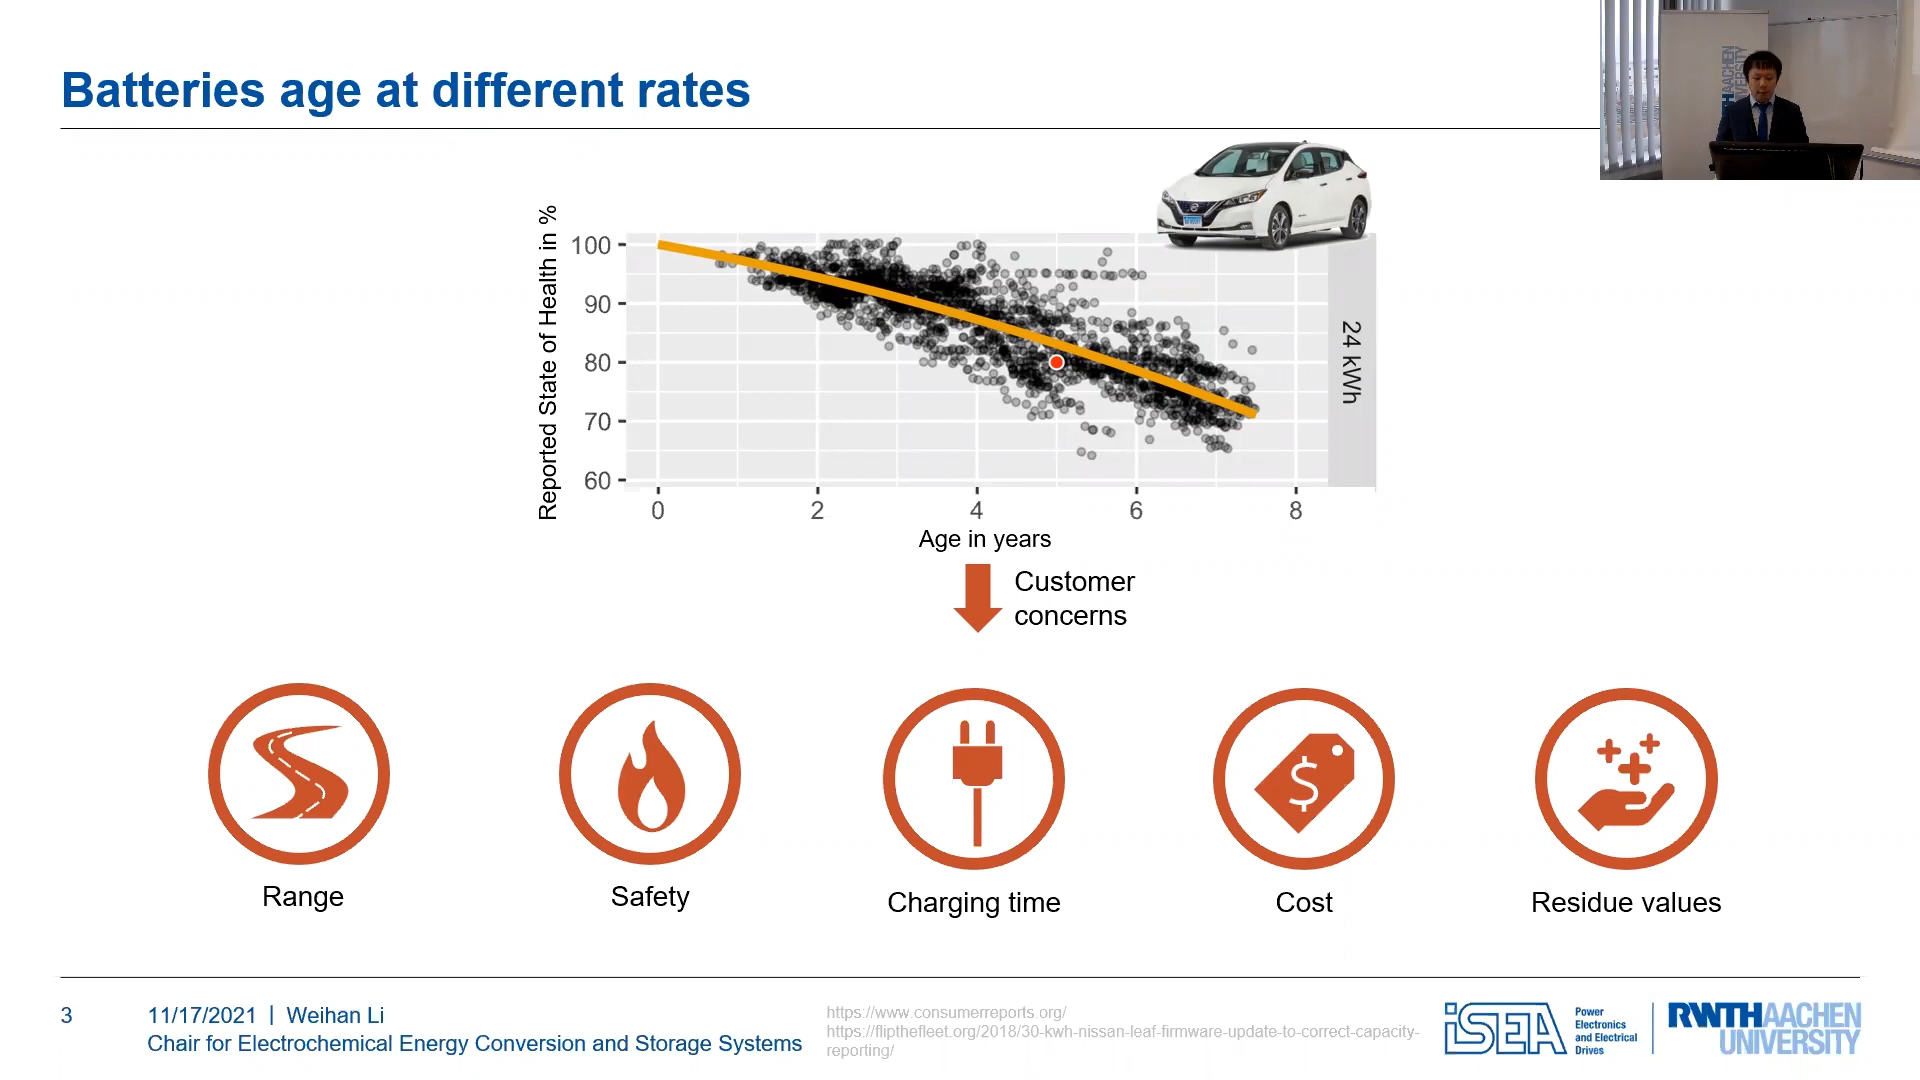 Batteries age at different rates
Reported State of Health in %
100
90
80
70
60
0 2 4 6 8
Age in years
24 kWh
Customer
concerns
Range
Safety
Charging time
Cost
$
Residue values
3
11/17/2021 | Weihan Li
Chair for Electrochemical Energy Conversion and Storage Systems
https://www.consumerreports.org/
https://flipthefleet.org/2018/30-kwh-nissan-leaf-firmware-update-to-correct-capacity-
reporting/
iSEA
Power
Electronics
and Electrical
Drives
RWTHAACHEN
UNIVERSITY